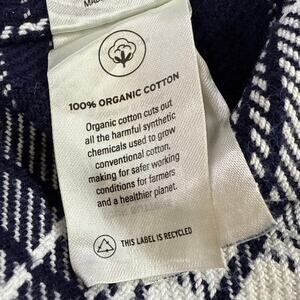 100% ORGANIC COTTON
Organic cotton cuts out
all the harmful synthetic
chemicals used to grow
conventional cotton,
making for safer working
conditions for farmers
and a healthier planet.
THIS LABEL IS RECYCLED